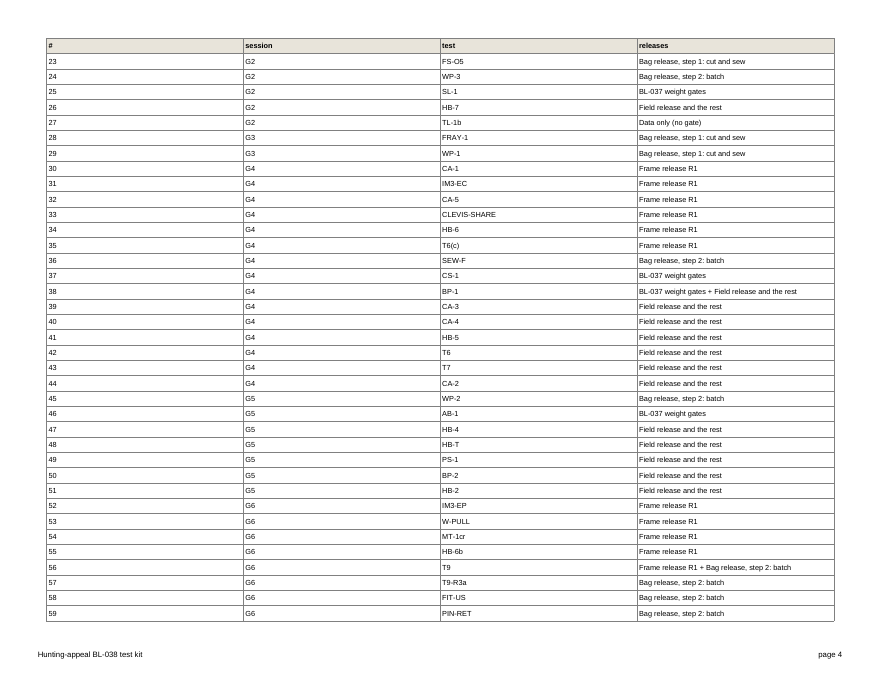 # session test releases
23 G2 FS-O5 Bag release, step 1: cut and sew
24 G2 WP-3 Bag release, step 2: batch
25 G2 SL-1 BL-037 weight gates
26 G2 HB-7 Field release and the rest
27 G2 TL-1b Data only (no gate)
28 G3 FRAY-1 Bag release, step 1: cut and sew
29 G3 WP-1 Bag release, step 1: cut and sew
30 G4 CA-1 Frame release R1
31 G4 IM3-EC Frame release R1
32 G4 CA-5 Frame release R1
33 G4 CLEVIS-SHARE Frame release R1
34 G4 HB-6 Frame release R1
35 G4 T6(c) Frame release R1
36 G4 SEW-F Bag release, step 2: batch
37 G4 CS-1 BL-037 weight gates
38 G4 BP-1 BL-037 weight gates + Field release and the rest
39 G4 CA-3 Field release and the rest
40 G4 CA-4 Field release and the rest
41 G4 HB-5 Field release and the rest
42 G4 T6 Field release and the rest
43 G4 T7 Field release and the rest
44 G4 CA-2 Field release and the rest
45 G5 WP-2 Bag release, step 2: batch
46 G5 AB-1 BL-037 weight gates
47 G5 HB-4 Field release and the rest
48 G5 HB-T Field release and the rest
49 G5 PS-1 Field release and the rest
50 G5 BP-2 Field release and the rest
51 G5 HB-2 Field release and the rest
52 G6 IM3-EP Frame release R1
53 G6 W-PULL Frame release R1
54 G6 MT-1cr Frame release R1
55 G6 HB-6b Frame release R1
56 G6 T9 Frame release R1 + Bag release, step 2: batch
57 G6 T9-R3a Bag release, step 2: batch
58 G6 FIT-US Bag release, step 2: batch
59 G6 PIN-RET Bag release, step 2: batch
Hunting-appeal BL-038 test kit page 4